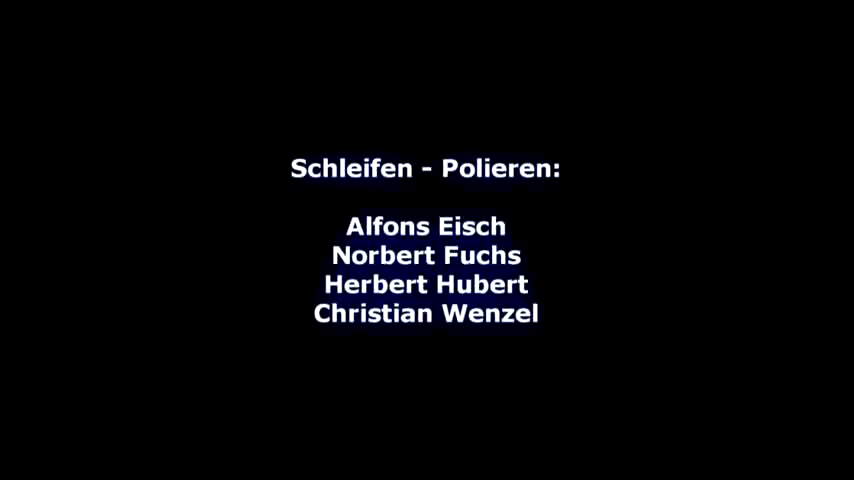 Schleifen - Polieren:
Alfons Eisch
Norbert Fuchs
Herbert Hubert
Christian Wenzel